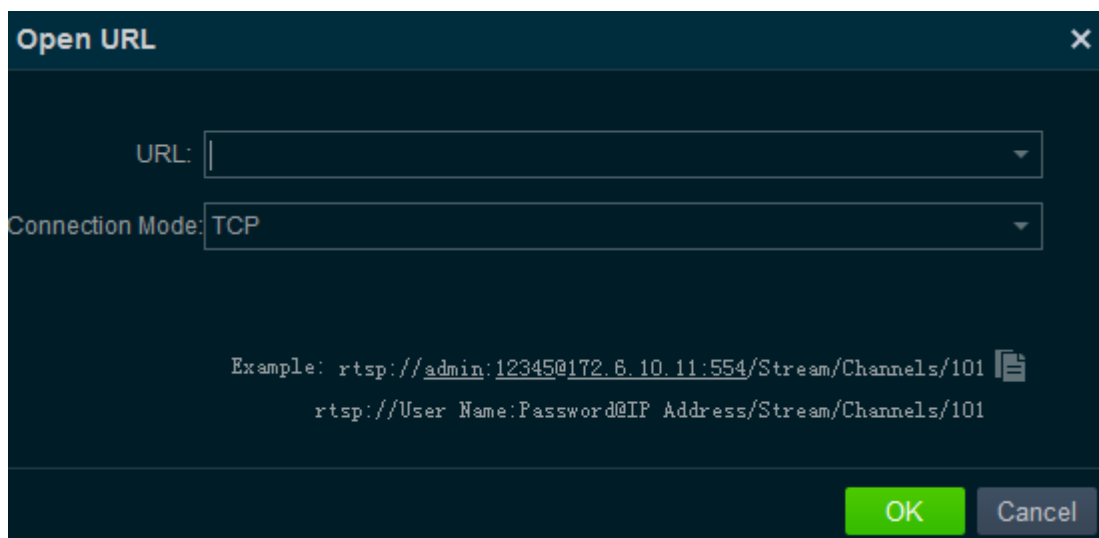 Open URL
URL:
Connection Mode: TCP
Example: rtsp://admin:12345@172.6.10.11:554/Stream/Channels/101
rtsp://User Name:Password@IP Address/Stream/Channels/101
OK Cancel